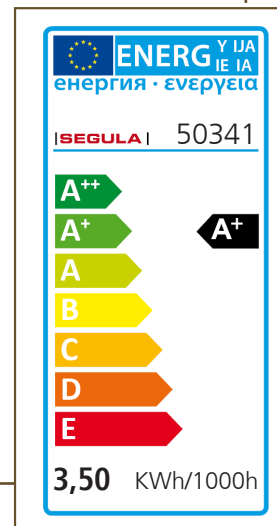 ENERG Y IJA IE IA
енергия · ενεργεια
SEGULA 50341
A++
A+ A+
A
B
C
D
E
3,50 KWh/1000h